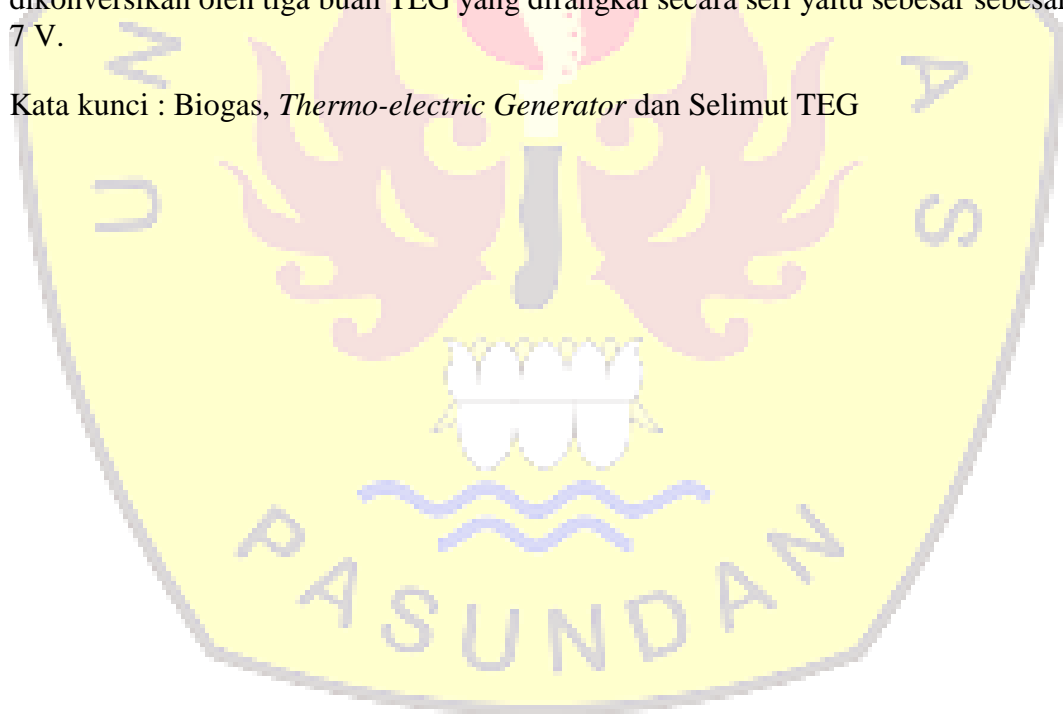 dikonversikan oleh tiga buah TEG yang dirangkai secara seri yaitu sebesar sebesar
7 V.
Kata kunci : Biogas, Thermo-electric Generator dan Selimut TEG
U N A S
PASUNDAN